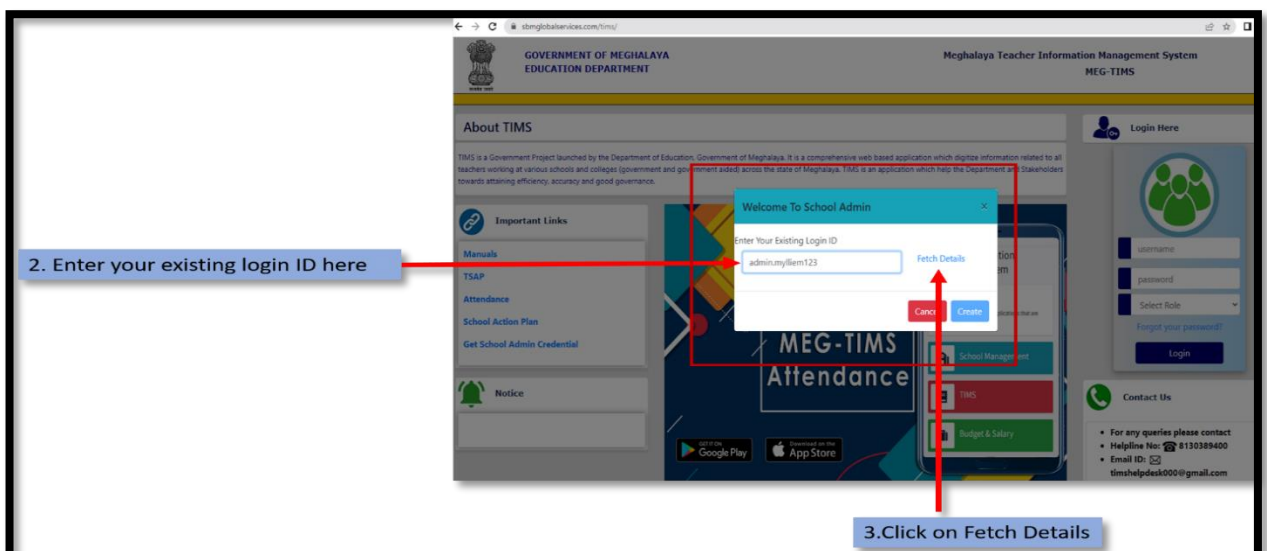 sbmglobalservices.com/tims/
GOVERNMENT OF MEGHALAYA
EDUCATION DEPARTMENT
Meghalaya Teacher Information Management System
MEG-TIMS
About TIMS
TIMS is a Government Project launched by the Department of Education, Government of Meghalaya. It is a comprehensive web based application which digitize information related to all
teachers working at various schools and colleges (government and government aided) across the state of Meghalaya. TIMS is an application which help the Department and Stakeholders
towards attaining efficiency, accuracy and good governance.
Important Links
Manuals
TSAP
Attendance
School Action Plan
Get School Admin Credential
Notice
2. Enter your existing login ID here
Welcome To School Admin ×
Enter Your Existing Login ID
admin.mylliem123
Fetch Details
Cancel
Create
MEG-TIMS
Attendance
School Management
TIMS
Budget & Salary
GET IT ON
Google Play
Download on the
App Store
Login Here
username
password
Select Role
Forgot your password?
Login
Contact Us
• For any queries please contact
• Helpline No: ☎ 8130389400
• Email ID:
timshelpdesk000@gmail.com
3.Click on Fetch Details